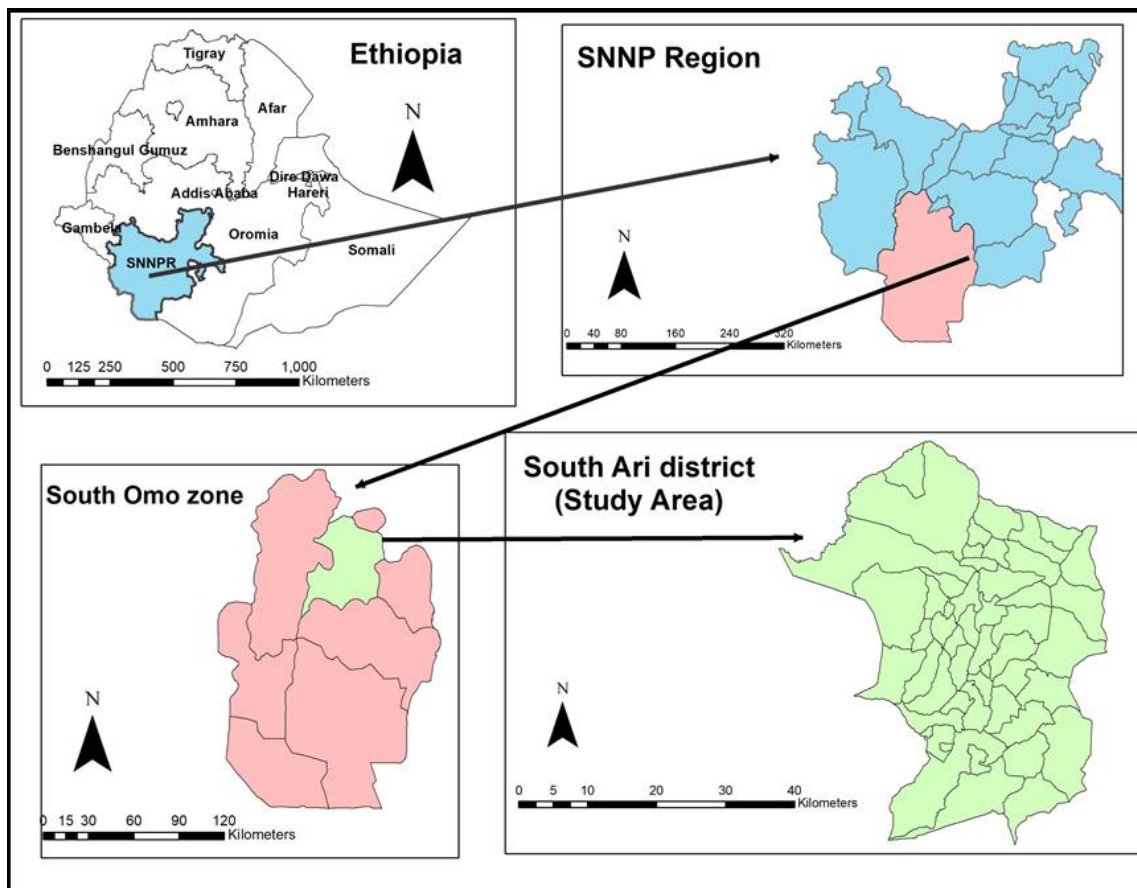 Ethiopia
Tigray
Afar
Amhara
Benshangul Gumuz
Dire Dawa
Addis Ababa
Hareri
Gambela
Oromia
SNNPR
Somali
N
0 125 250 500 750 1,000
Kilometers
SNNP Region
N
0 40 80 160 240 320
Kilometers
South Omo zone
N
0 15 30 60 90 120
Kilometers
South Ari district
(Study Area)
N
0 5 10 20 30 40
Kilometers